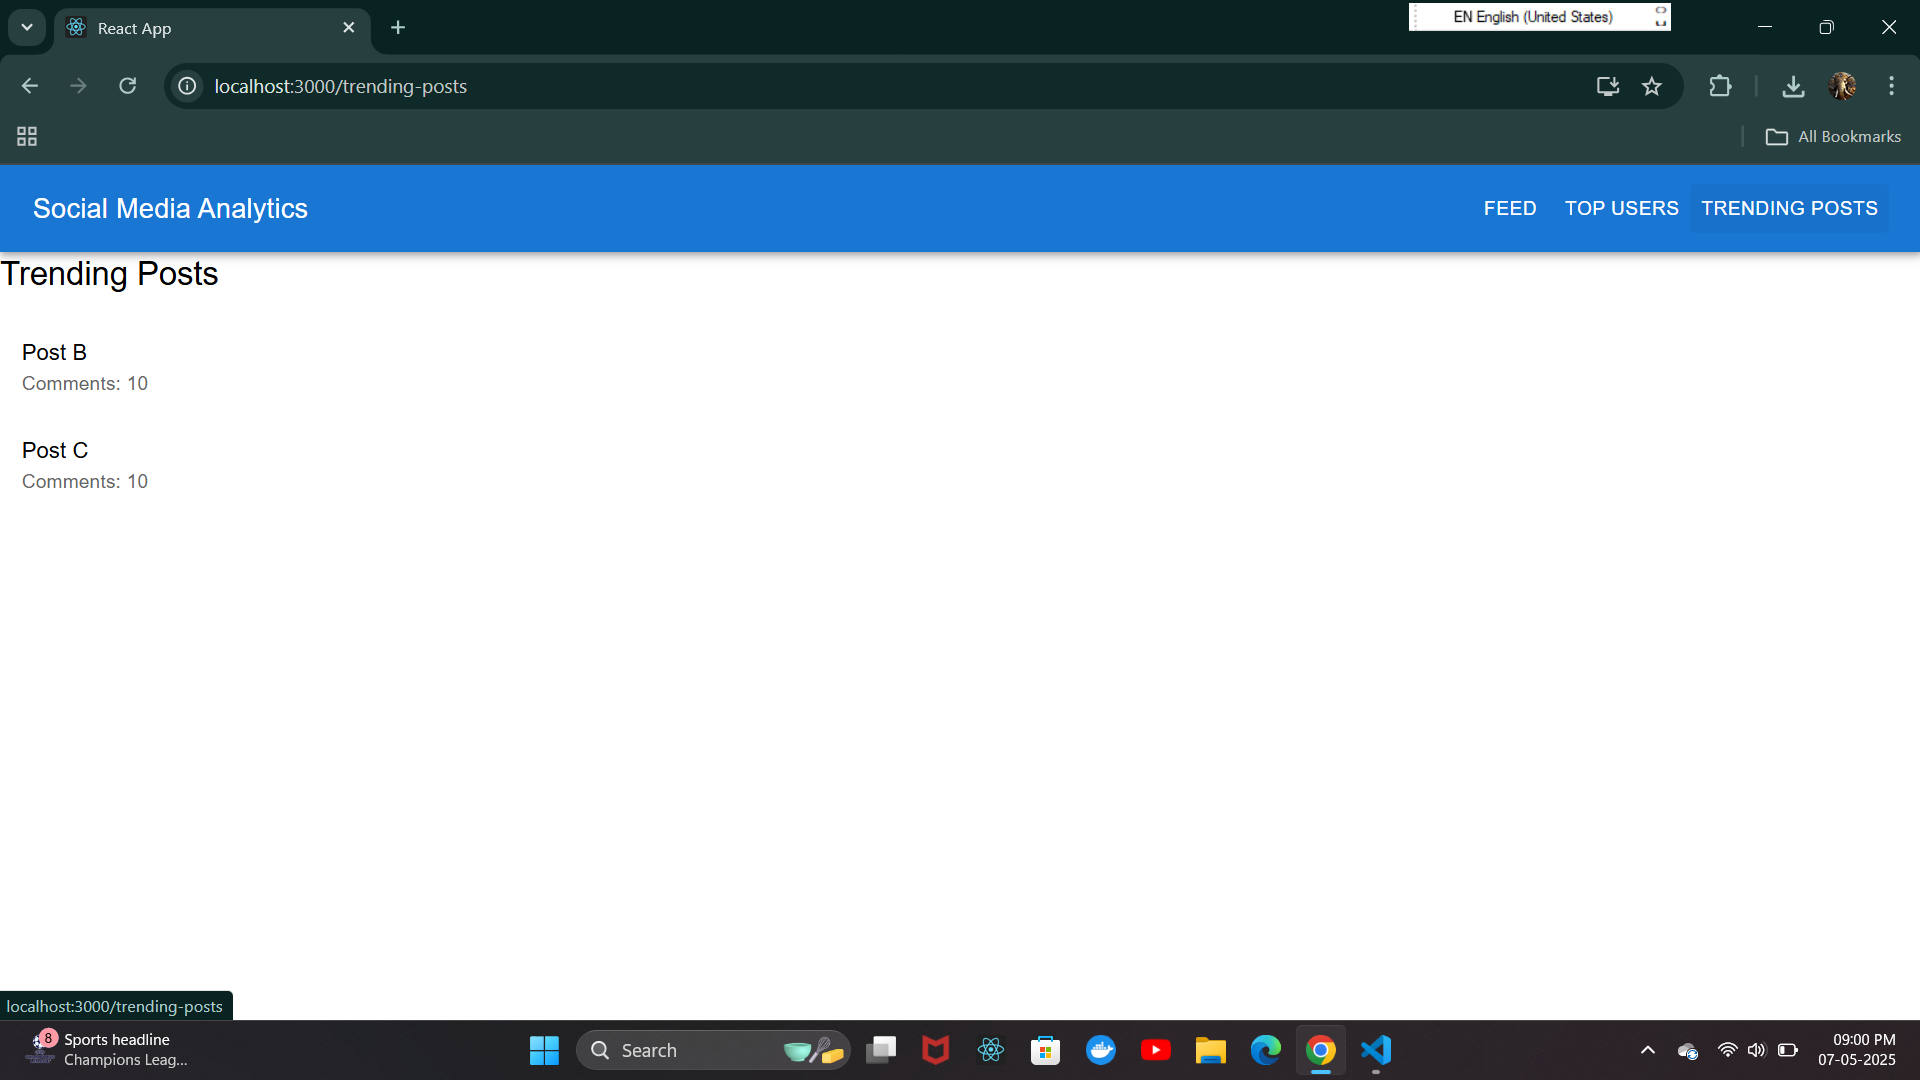 React App
EN English (United States)
localhost:3000/trending-posts
All Bookmarks
Social Media Analytics
FEED
TOP USERS
TRENDING POSTS
Trending Posts
Post B
Comments: 10
Post C
Comments: 10
localhost:3000/trending-posts
8
Sports headline
Champions Leag...
Search
09:00 PM
07-05-2025